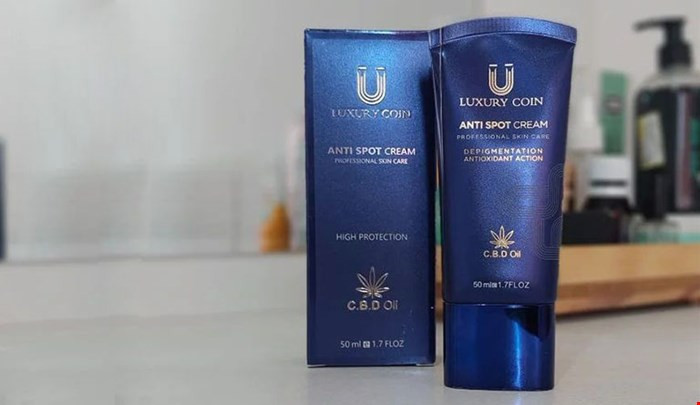 LUXURY COIN
ANTI SPOT CREAM
PROFESSIONAL SKIN CARE
HIGH PROTECTION
C.B.D Oil
50 ml 1.7 FLOZ
LUXURY COIN
ANTI SPOT CREAM
PROFESSIONAL SKIN CARE
DEPIGMENTATION
ANTIOXIDANT ACTION
C.B.D Oil
50 ml 1.7FLOZ